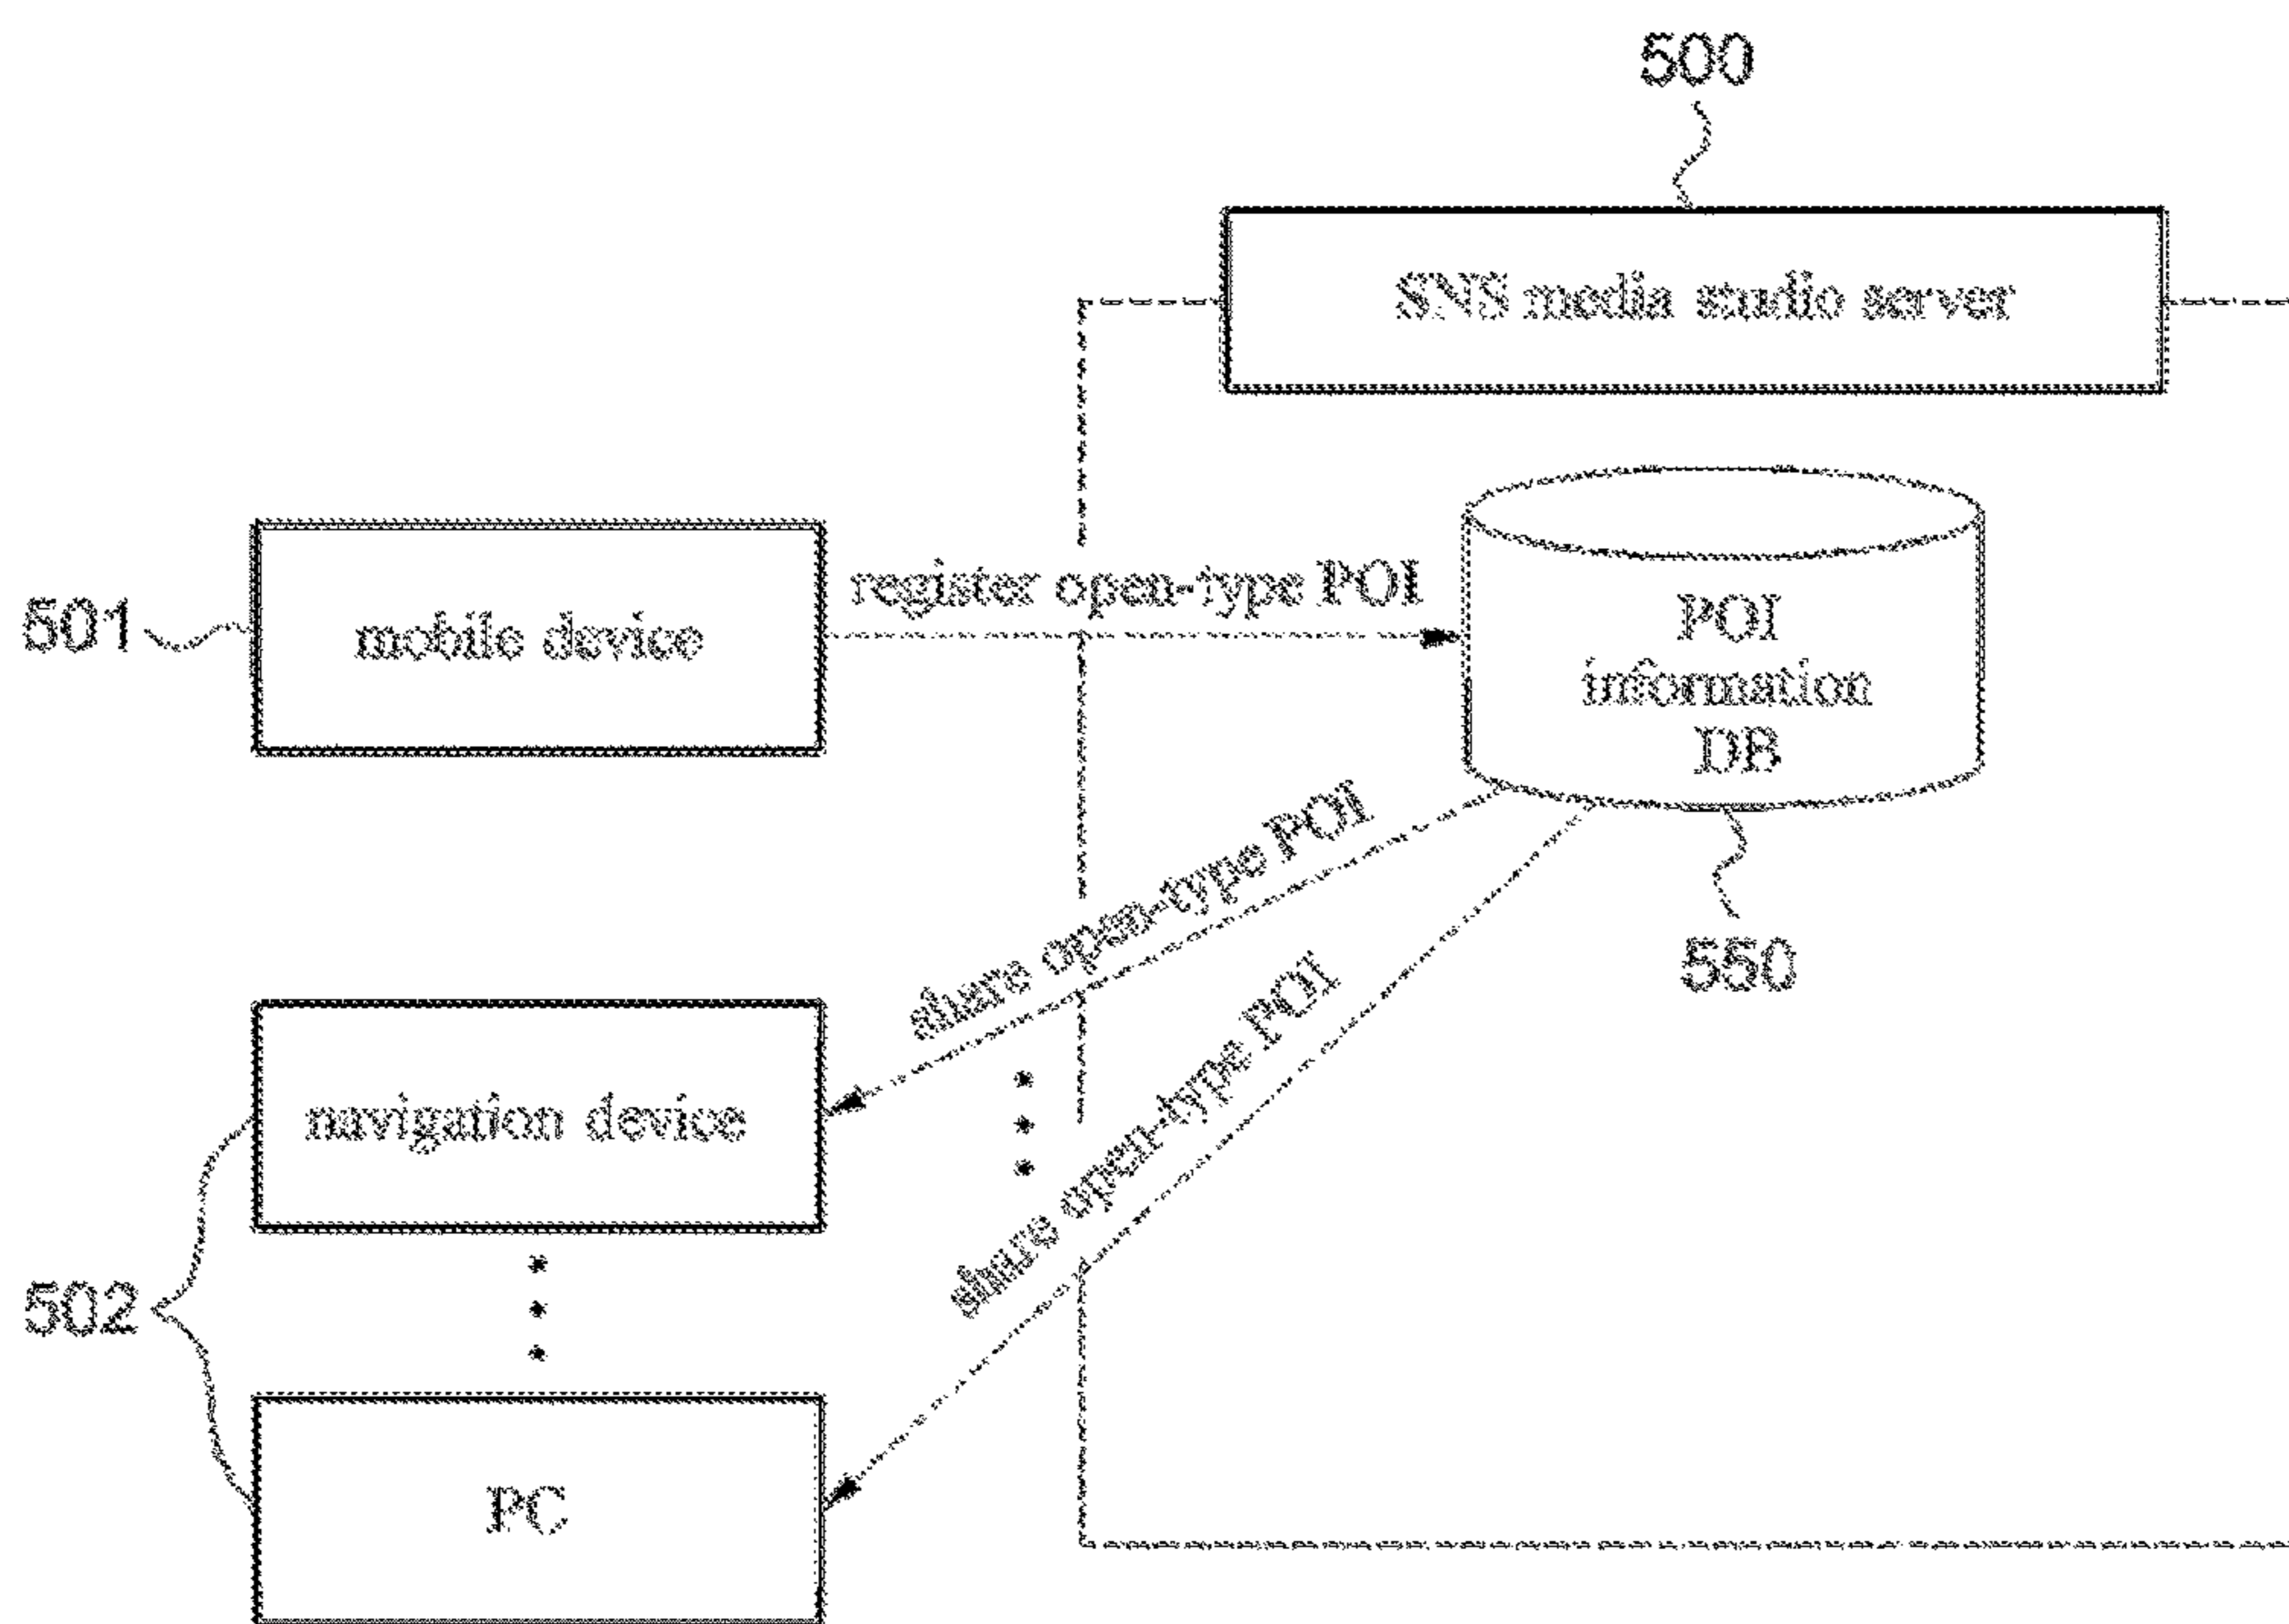 500
SNS media studio server
501
mobile device
register open-type POI
POI
information
DB
550
share open-type POI
share open-type POI
navigation device
502
PC